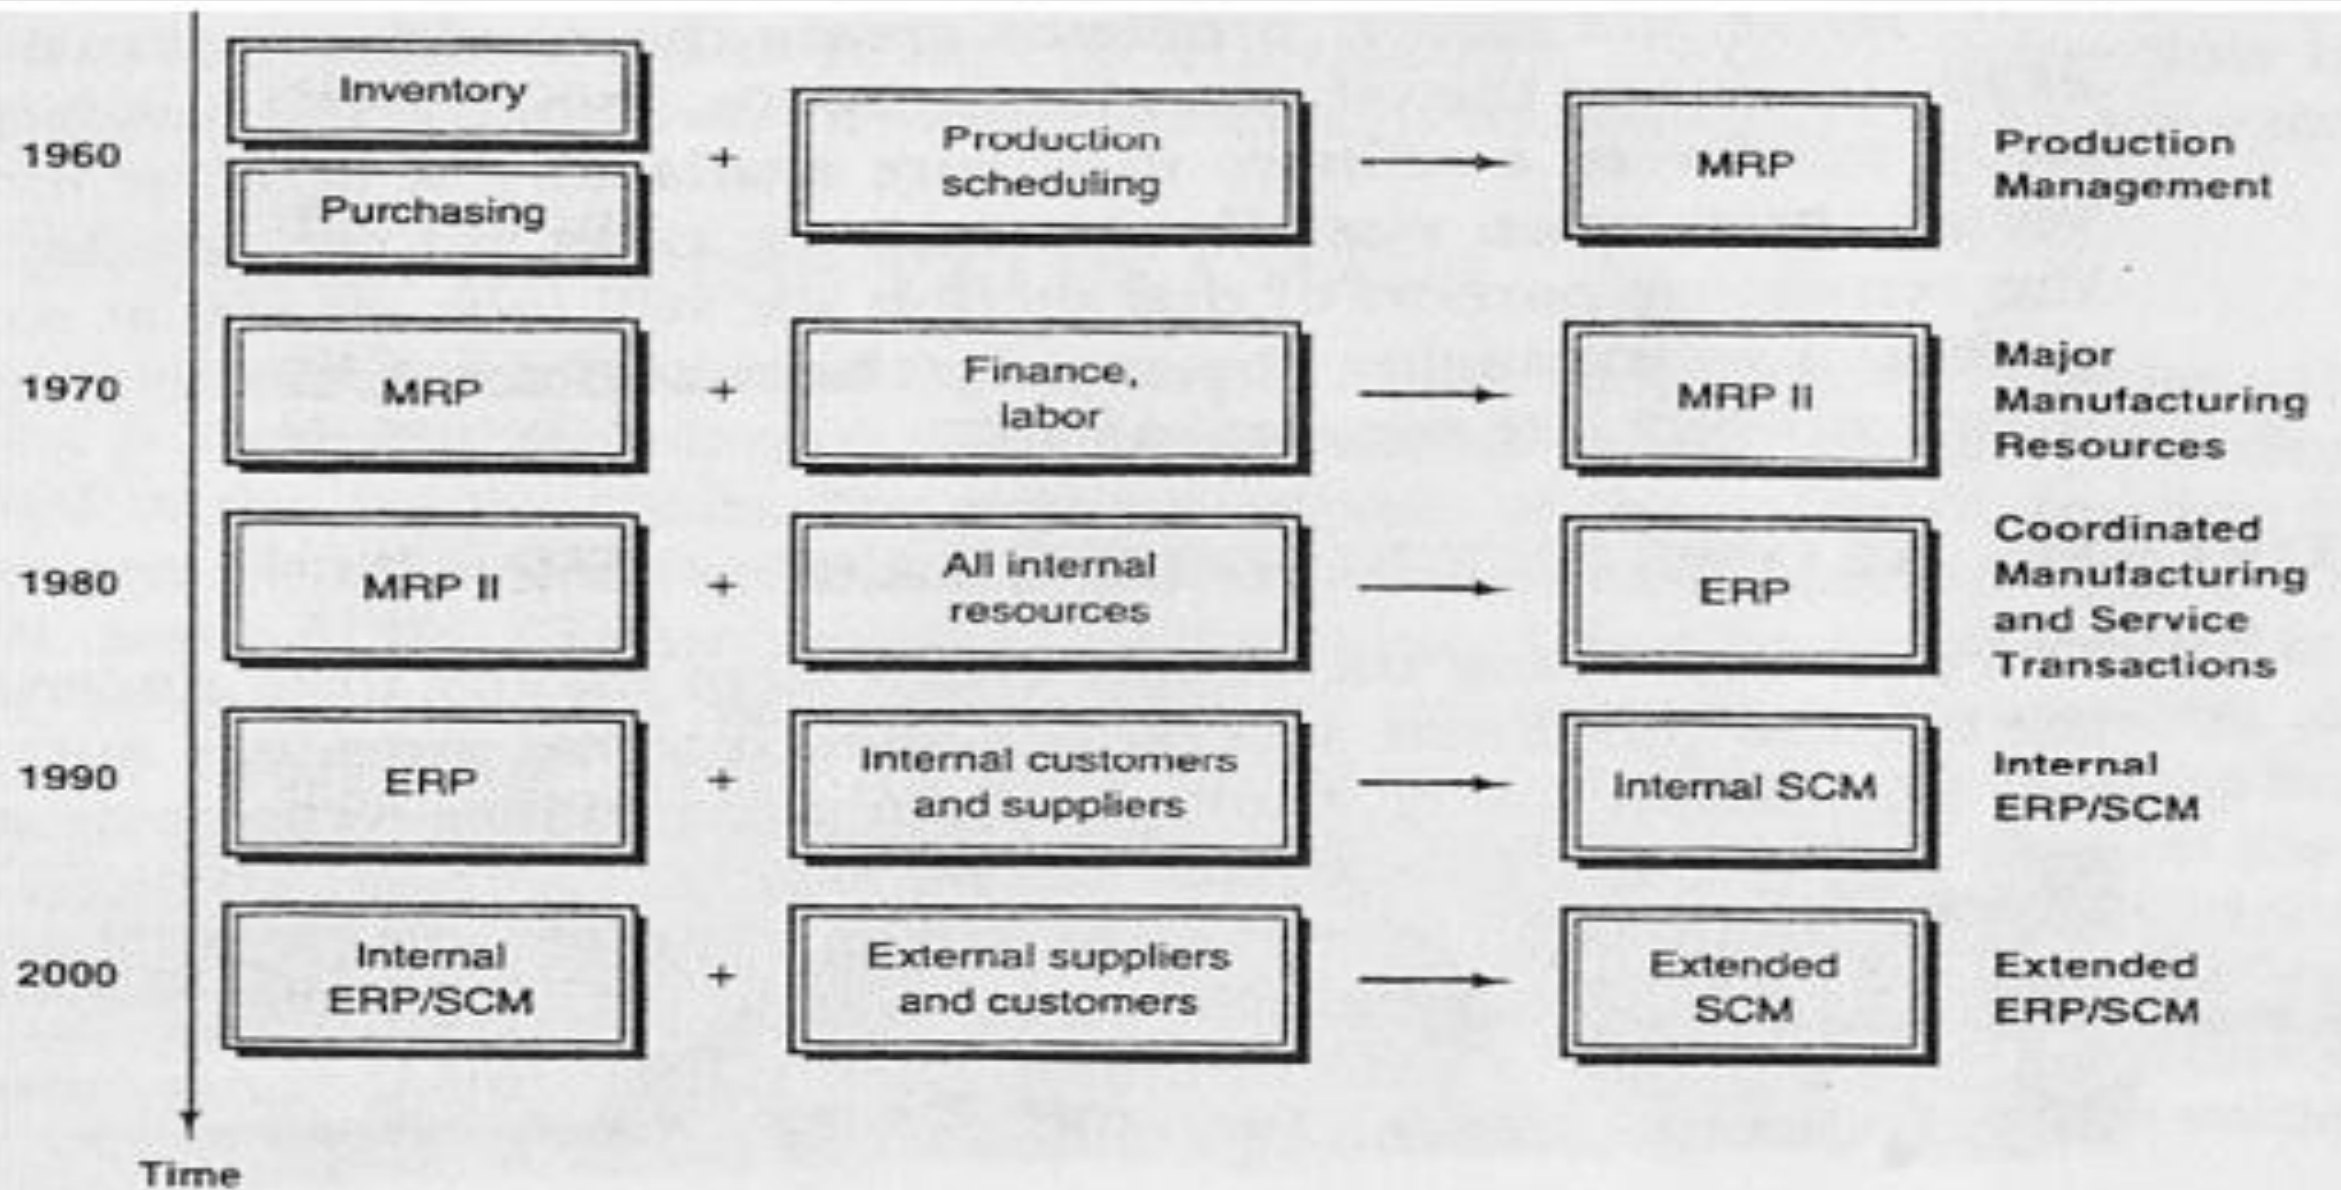 Inventory
1960
Purchasing
+
Production
scheduling
MRP
Production
Management
1970
MRP
+
Finance,
labor
MRP II
Major
Manufacturing
Resources
1980
MRP II
+
All internal
resources
ERP
Coordinated
Manufacturing
and Service
Transactions
1990
ERP
+
Internal customers
and suppliers
Internal SCM
Internal
ERP/SCM
2000
Internal
ERP/SCM
+
External suppliers
and customers
Extended
SCM
Extended
ERP/SCM
Time